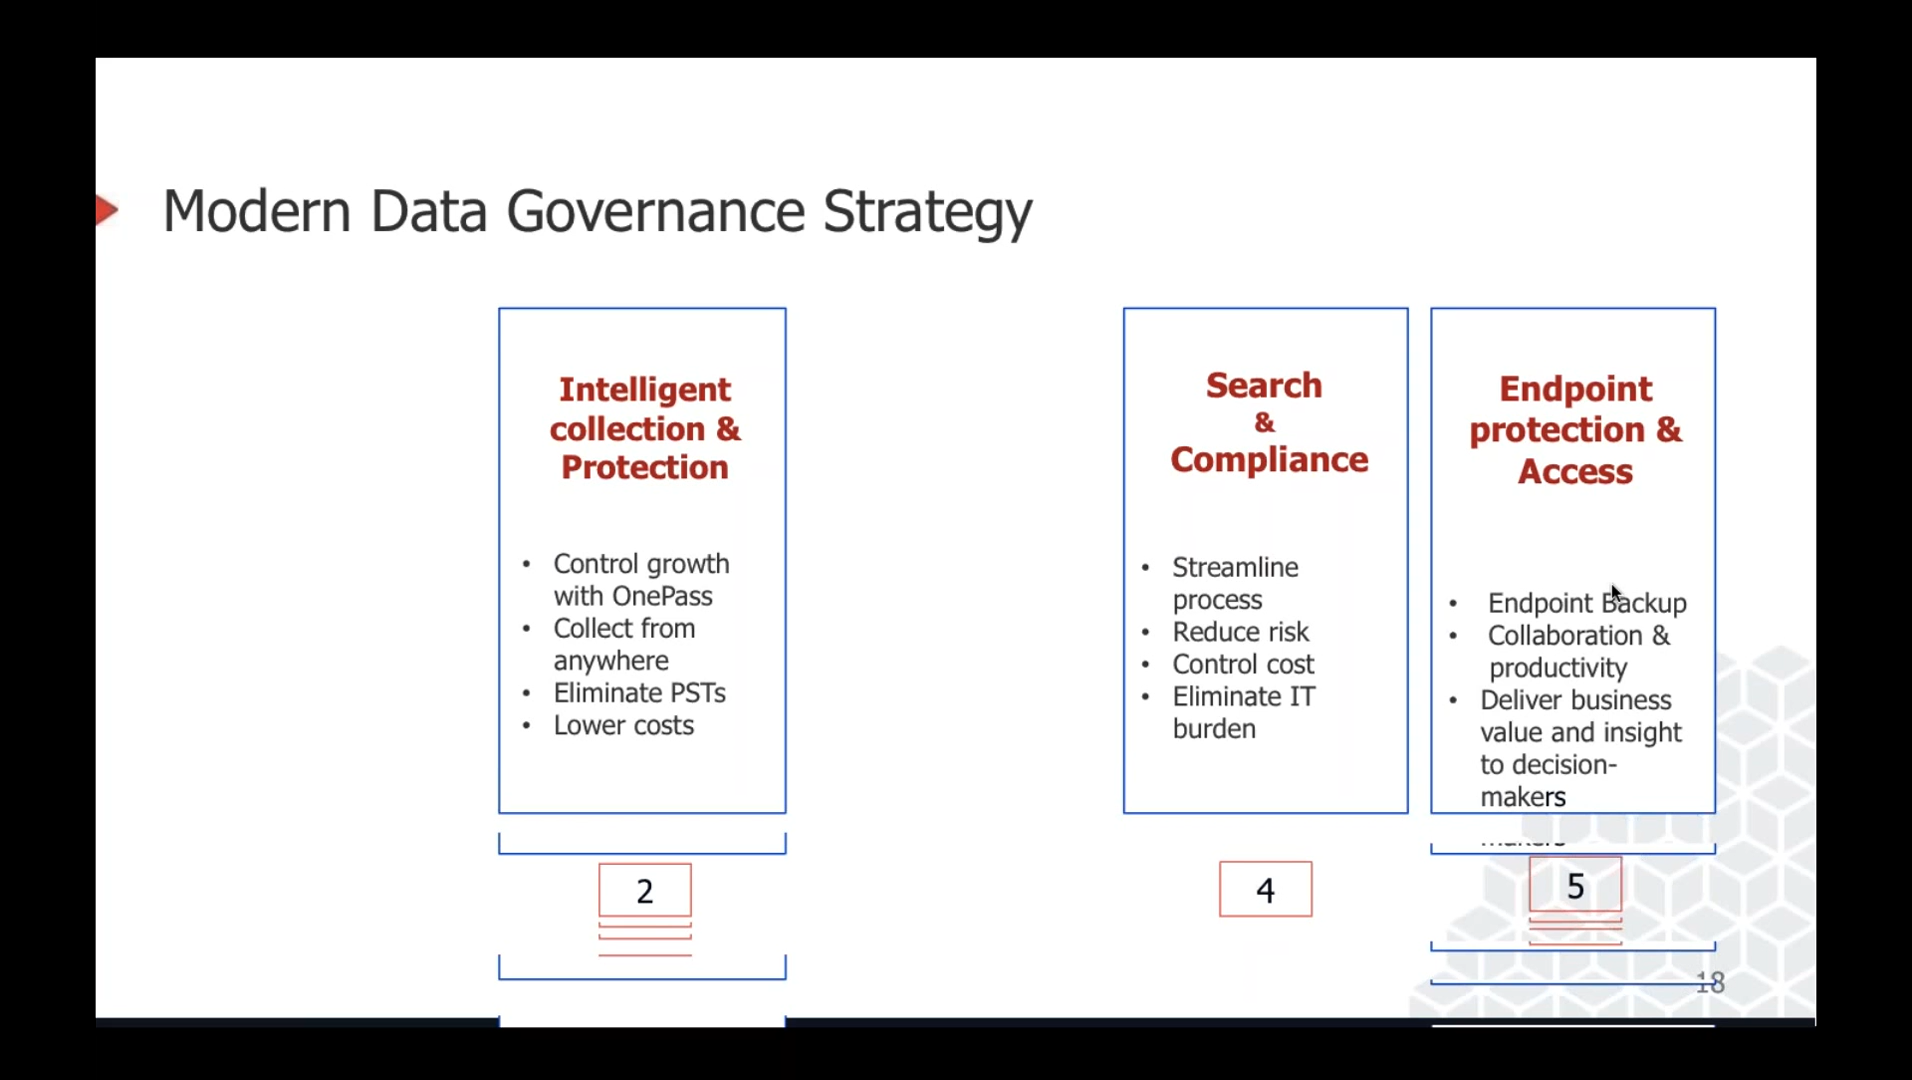 Modern Data Governance Strategy
Intelligent
collection &
Protection
• Control growth
with OnePass
• Collect from
anywhere
• Eliminate PSTs
• Lower costs
2
Search
&
Compliance
• Streamline
process
• Reduce risk
• Control cost
• Eliminate IT
burden
4
Endpoint
protection &
Access
• Endpoint Backup
• Collaboration &
productivity
• Deliver business
value and insight
to decision-
makers
5
18